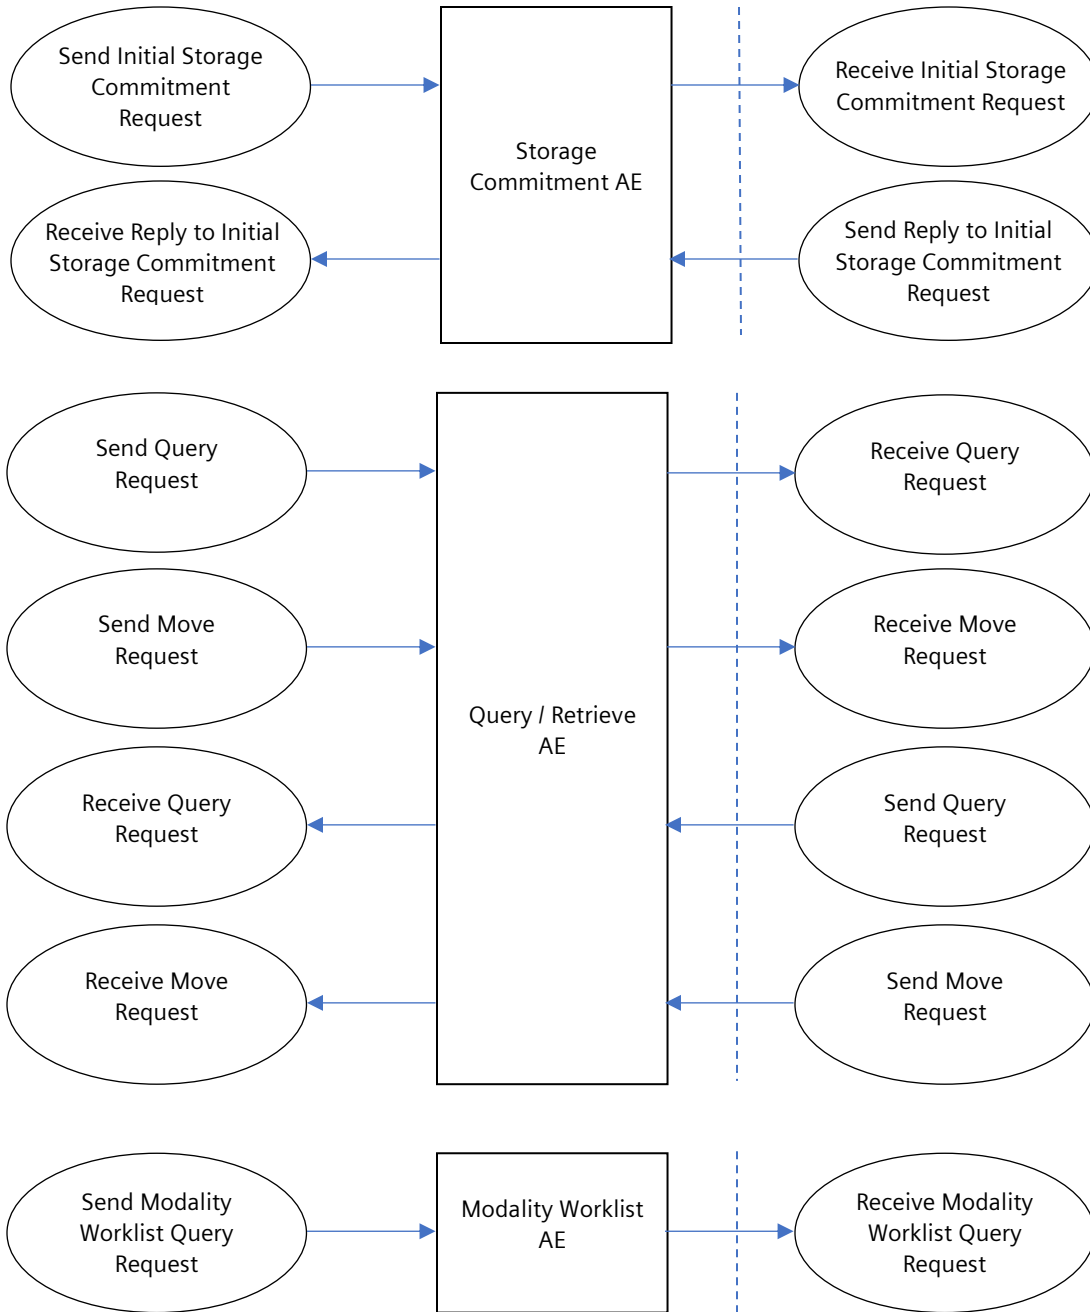 Send Initial Storage
Commitment
Request
Storage
Commitment AE
Receive Initial Storage
Commitment Request
Receive Reply to Initial
Storage Commitment
Request
Send Reply to Initial
Storage Commitment
Request
Send Query
Request
Receive Query
Request
Send Move
Request
Receive Move
Request
Query / Retrieve
AE
Receive Query
Request
Send Query
Request
Receive Move
Request
Send Move
Request
Send Modality
Worklist Query
Request
Modality Worklist
AE
Receive Modality
Worklist Query
Request